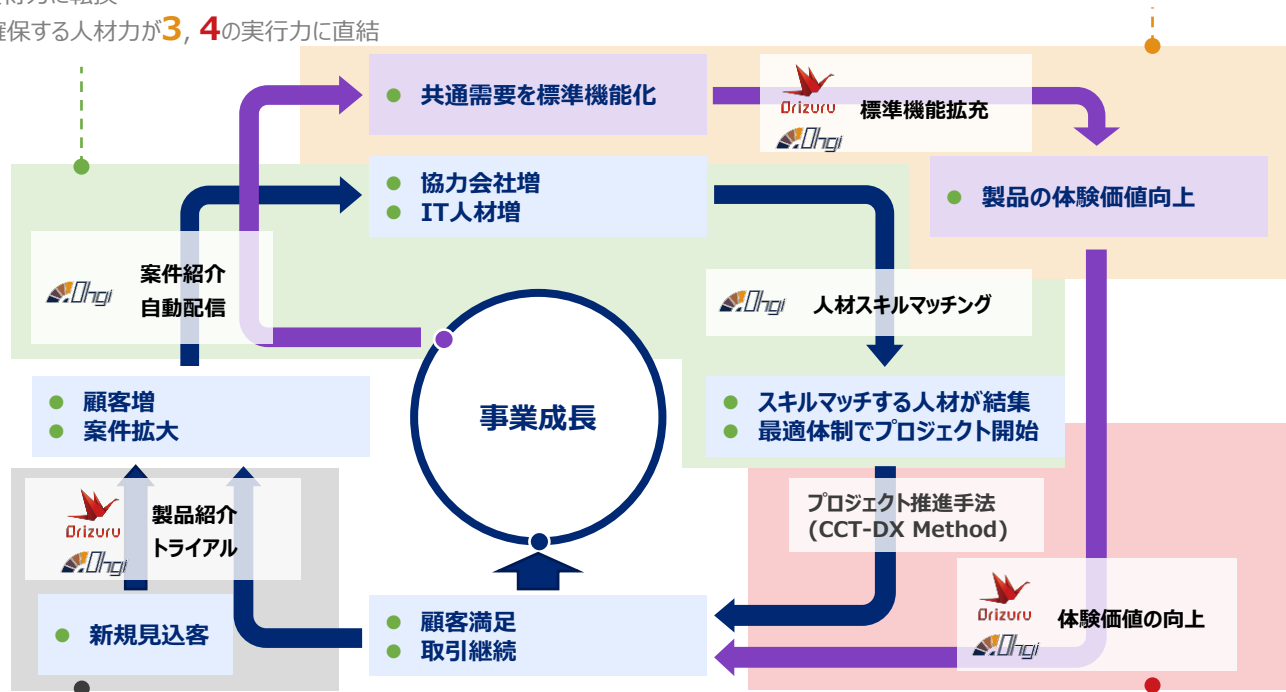 確保する人材力が3, 4の実行力に直結
共通需要を標準機能化
Orizuru
Ohgi
標準機能拡充
協力会社増
IT人材増
製品の体験価値向上
Ohgi
案件紹介
自動配信
Ohgi
人材スキルマッチング
顧客増
案件拡大
事業成長
スキルマッチする人材が結集
最適体制でプロジェクト開始
Orizuru
Ohgi
製品紹介
トライアル
プロジェクト推進手法
(CCT-DX Method)
新規見込客
顧客満足
取引継続
Orizuru
Ohgi
体験価値の向上